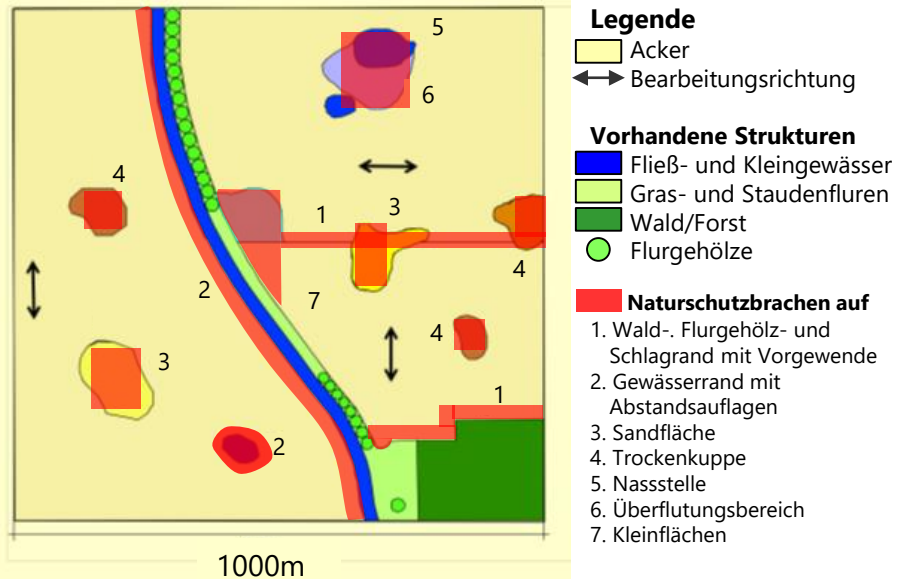 5
6
4
1
3
4
2
7
4
3
1
2
1000m
Legende
Acker
Bearbeitungsrichtung
Vorhandene Strukturen
Fließ- und Kleingewässer
Gras- und Staudenfluren
Wald/Forst
Flurgehölze
Naturschutzbrachen auf
1. Wald-. Flurgehölz- und
Schlagrand mit Vorgewende
2. Gewässerrand mit
Abstandsauflagen
3. Sandfläche
4. Trockenkuppe
5. Nassstelle
6. Überflutungsbereich
7. Kleinflächen